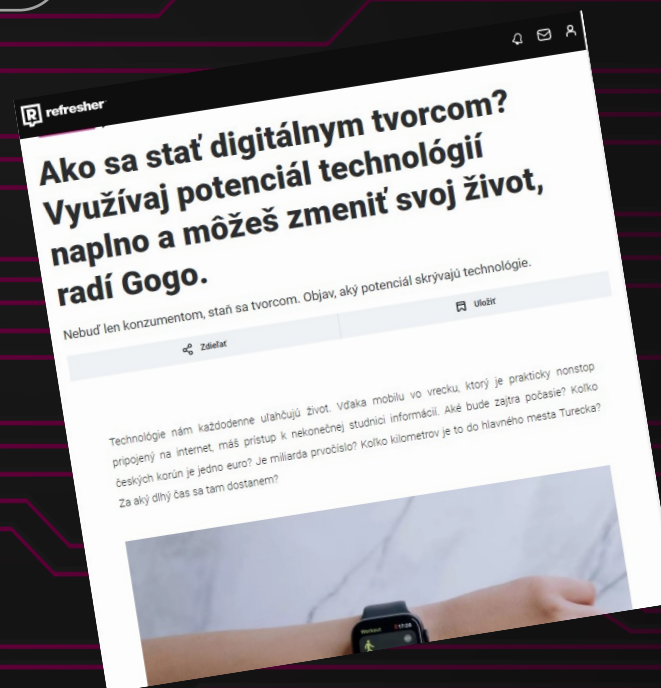 refresher
Ako sa stať digitálnym tvorcom?
Využívaj potenciál technológií
naplno a môžeš zmeniť svoj život,
radí Gogo.
Nebuď len konzumentom, staň sa tvorcom. Objav, aký potenciál skrývajú technológie.
Zdieľať
Uložiť
Technológie nám každodenne uľahčujú život. Vďaka mobilu vo vrecku, ktorý je prakticky nonstop
pripojený na internet, máš prístup k nekonečnej studnici informácií. Aké bude zajtra počasie? Koľko
českých korún je jedno euro? Je miliarda prvočíslo? Koľko kilometrov je to do hlavného mesta Turecka?
Za aký dlhý čas sa tam dostanem?
Workout 17:28